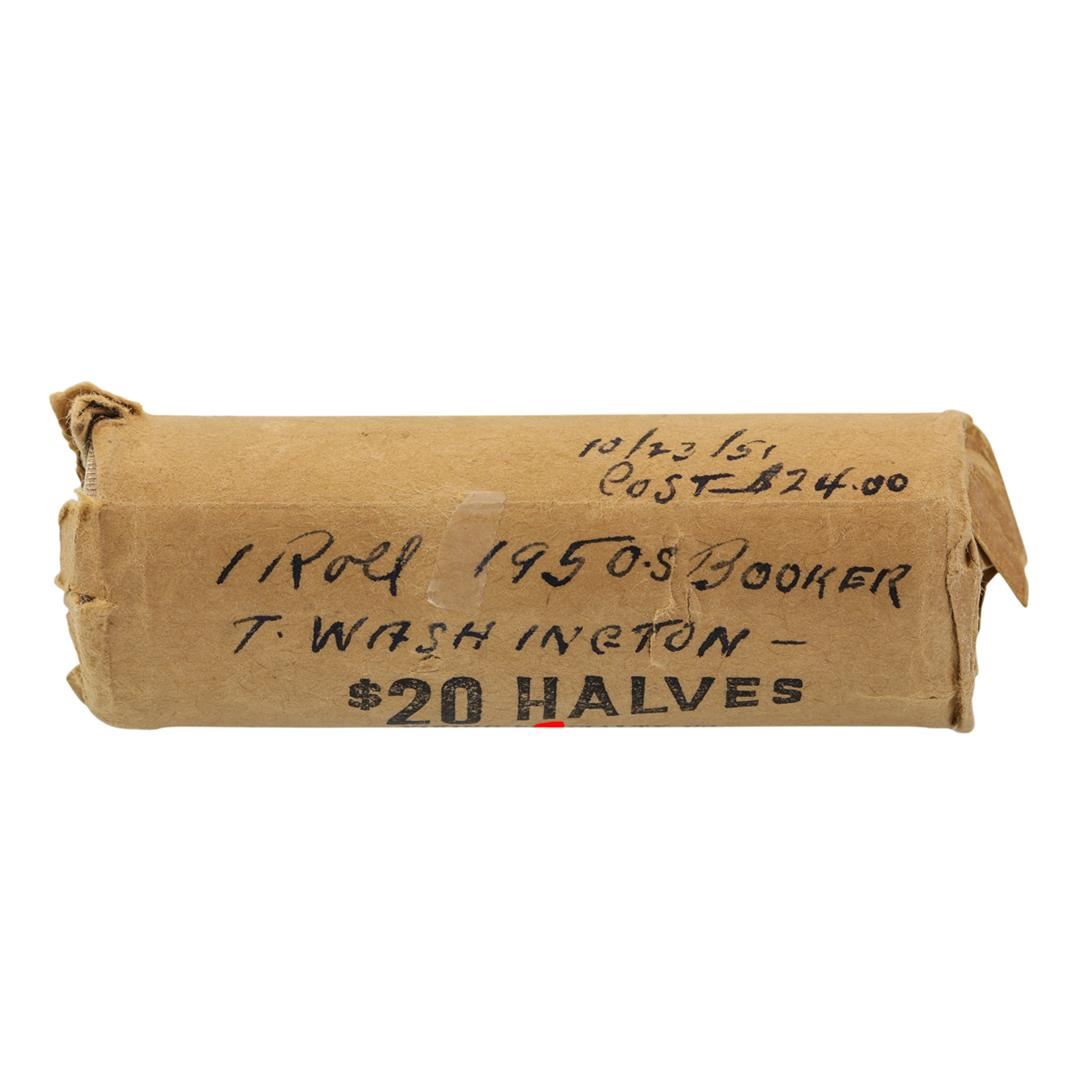 10/23/51
COST $24.00
1 Roll 1950-S BOOKER
T. WASHINGTON —
$20 HALVES